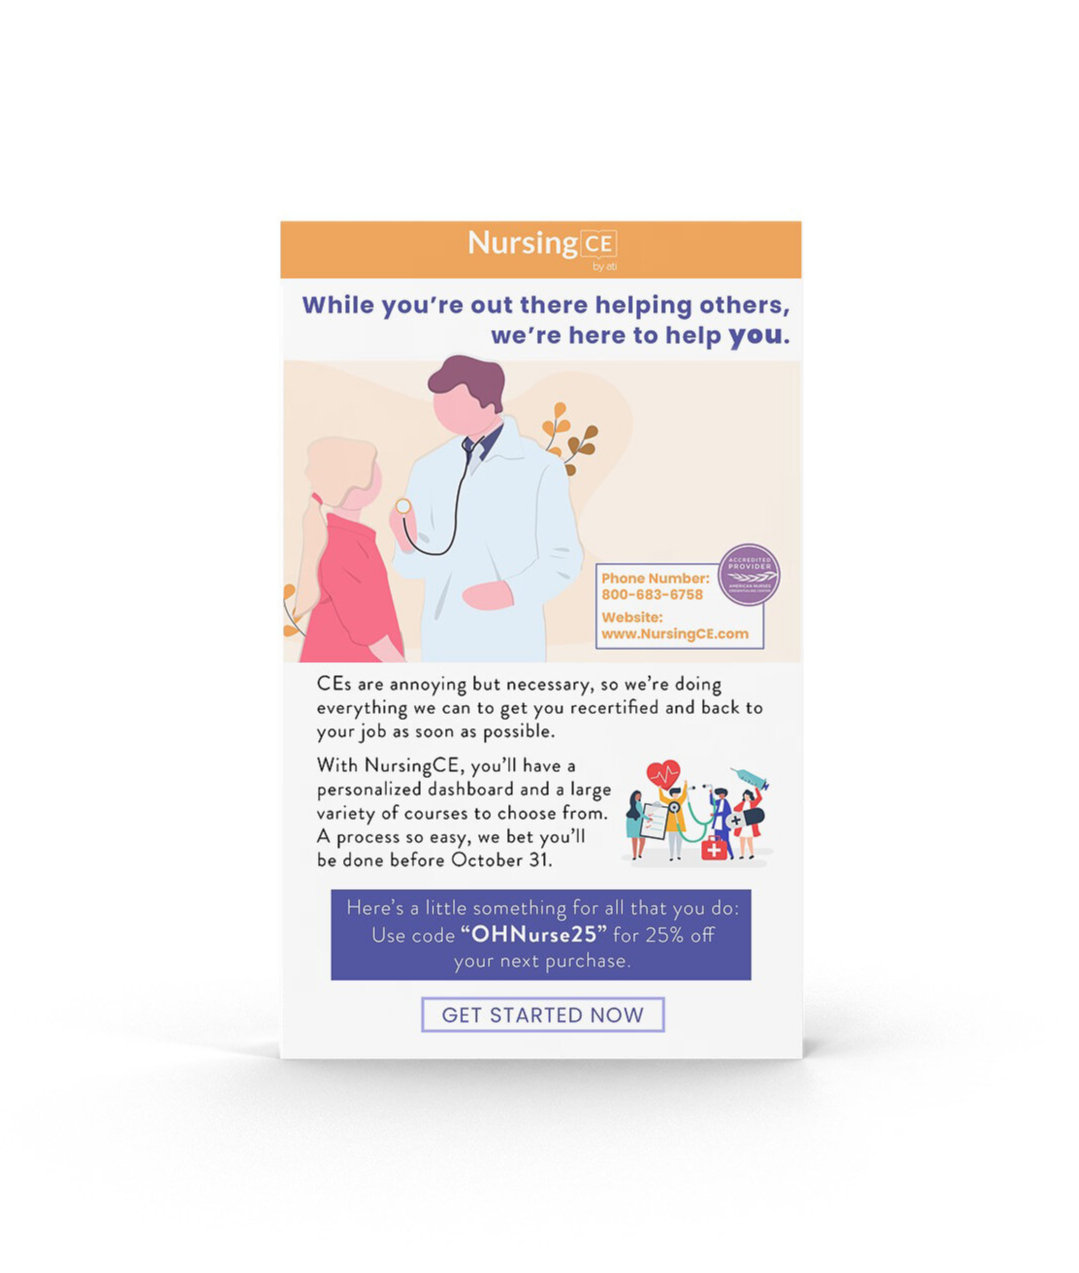 Nursing CE
by ati
While you're out there helping others,
we're here to help you.
ACCREDITED
PROVIDER
AMERICAN NURSES
CREDENTIALING CENTER
Phone Number:
800-683-6758
Website:
www.NursingCE.com
CEs are annoying but necessary, so we're doing
everything we can to get you recertified and back to
your job as soon as possible.
With NursingCE, you'll have a
personalized dashboard and a large
variety of courses to choose from.
A process so easy, we bet you'll
be done before October 31.
Here's a little something for all that you do:
Use code “OHNurse25” for 25% off
your next purchase.
GET STARTED NOW